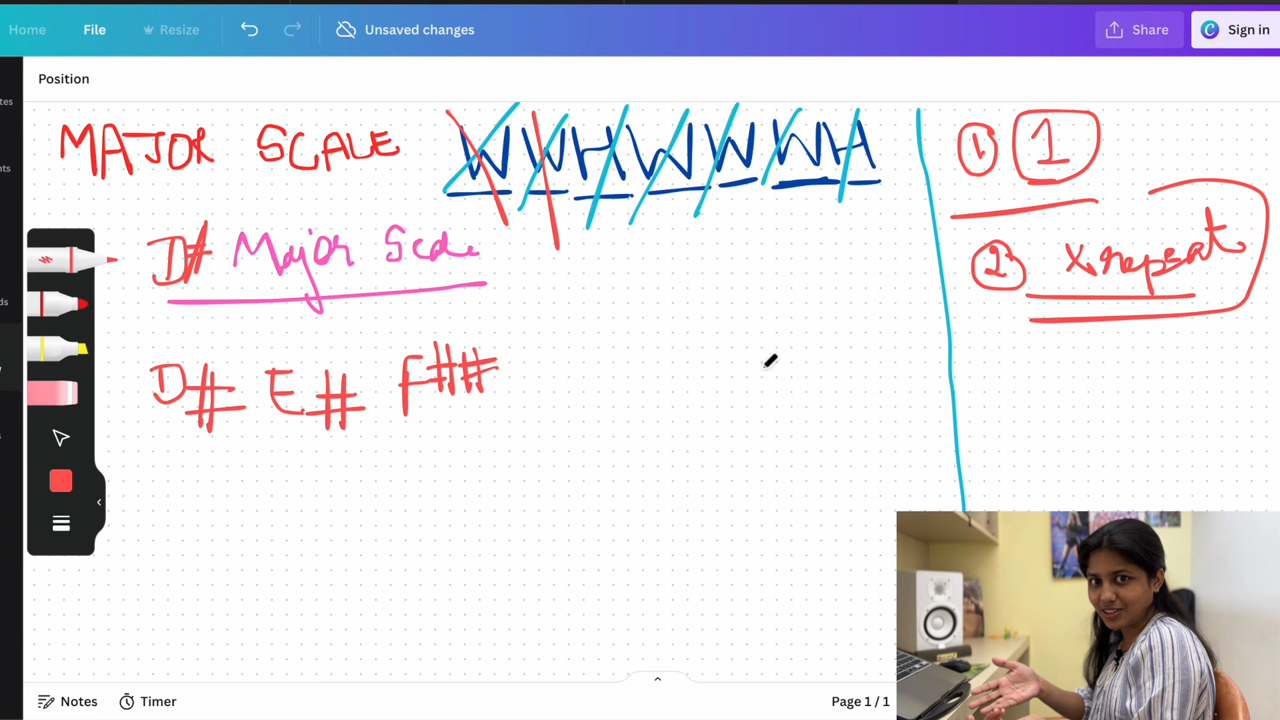 Home File Resize Unsaved changes Share Sign in
Position
MAJOR SCALE W W H W W W H
① 1
D# Major Scale
② x repeat
D# E# F##
Notes Timer Page 1 / 1